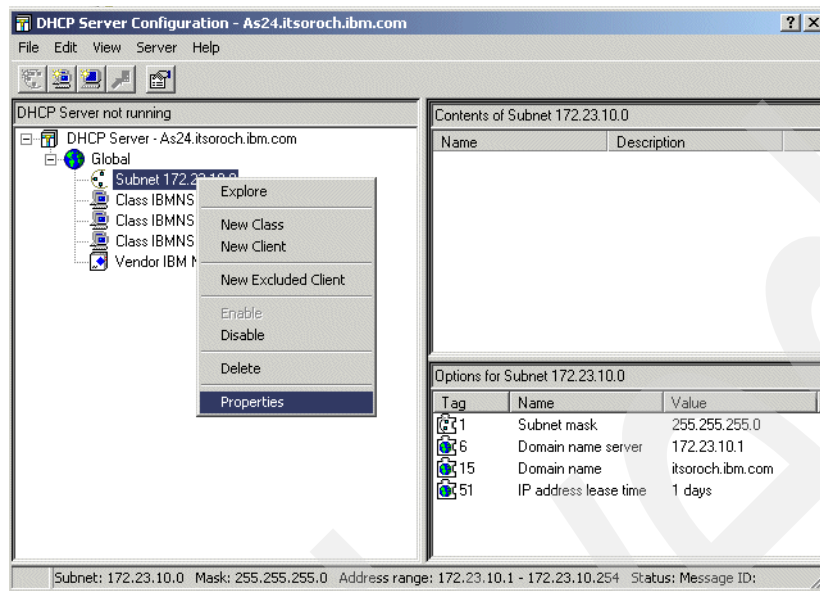 DHCP Server Configuration - As24.itsoroch.ibm.com
File Edit View Server Help
DHCP Server not running
DHCP Server - As24.itsoroch.ibm.com
Global
Subnet 172.23.10.0
Class IBMNS
Class IBMNS
Class IBMNS
Vendor IBM
Explore
New Class
New Client
New Excluded Client
Enable
Disable
Delete
Properties
Contents of Subnet 172.23.10.0
Name Description
Options for Subnet 172.23.10.0
Tag Name Value
1 Subnet mask 255.255.255.0
6 Domain name server 172.23.10.1
15 Domain name itsoroch.ibm.com
51 IP address lease time 1 days
Subnet: 172.23.10.0 Mask: 255.255.255.0 Address range: 172.23.10.1 - 172.23.10.254 Status: Message ID: